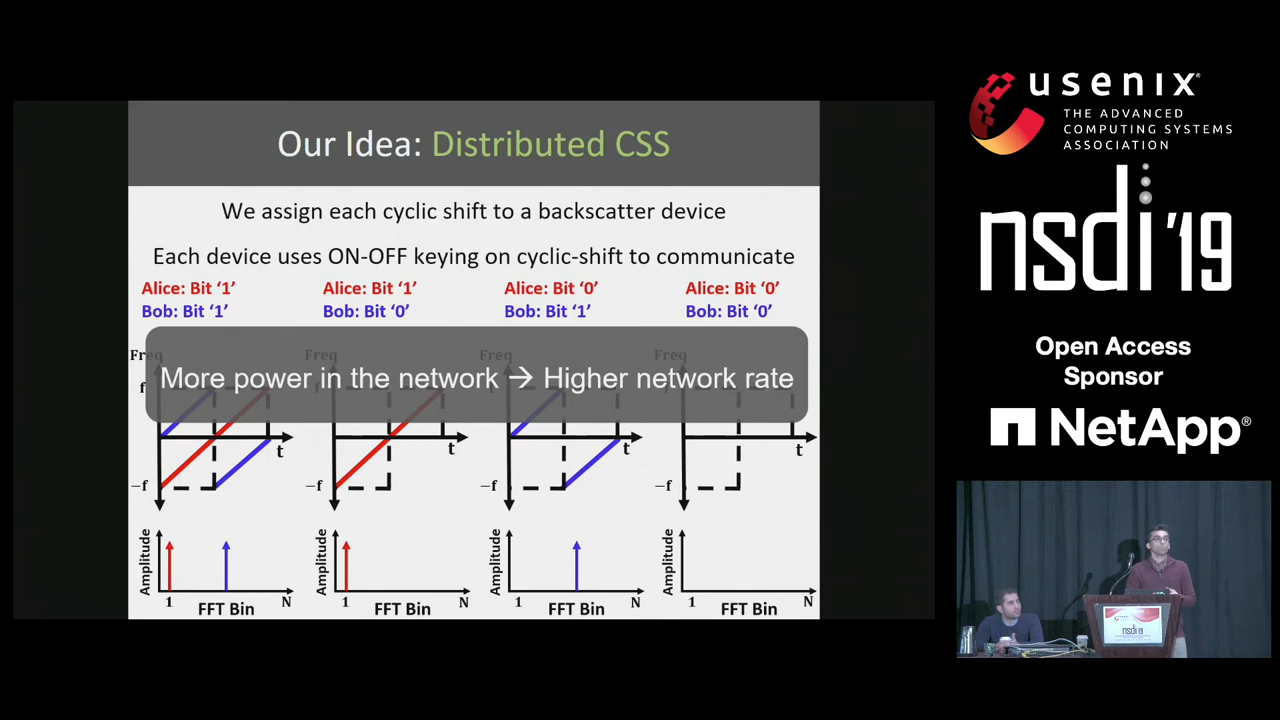 Our Idea: Distributed CSS
We assign each cyclic shift to a backscatter device
Each device uses ON-OFF keying on cyclic-shift to communicate
Alice: Bit ‘1’
Bob: Bit ‘1’
Alice: Bit ‘1’
Bob: Bit ‘0’
Alice: Bit ‘0’
Bob: Bit ‘1’
Alice: Bit ‘0’
Bob: Bit ‘0’
Freq
Freq
Freq
Freq
f
More power in the network → Higher network rate
t
t
t
t
−f
−f
−f
−f
Amplitude
1
FFT Bin
N
Amplitude
1
FFT Bin
N
Amplitude
1
FFT Bin
N
Amplitude
1
FFT Bin
N
usenix®
THE ADVANCED
COMPUTING SYSTEMS
ASSOCIATION
nsdi '19
Open Access
Sponsor
NetApp®
nsdi'19